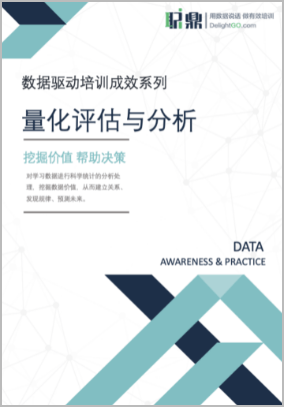 职鼎
用数据说话 做有效培训
DelightGQ.com
数据驱动培训成效系列
量化评估与分析
挖掘价值 帮助决策
对学习数据进行科学统计的分析处
理，挖掘数据价值，从而建立关系、
发现规律、预测未来。
DATA
AWARENESS & PRACTICE